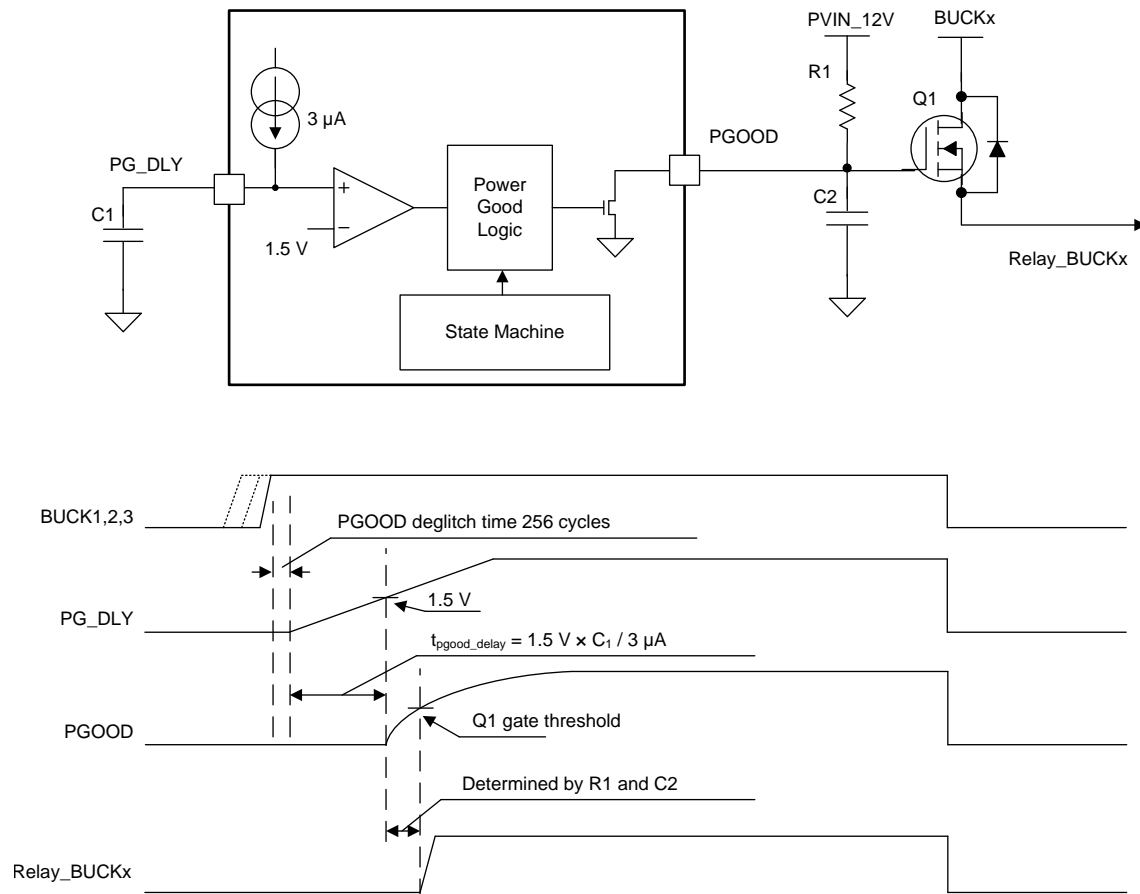 PVIN_12V
BUCKx
R1
Q1
3 µA
PGOOD
PG_DLY
+
Power
Good
Logic
C1
C2
1.5 V
−
Relay_BUCKx
State Machine
BUCK1,2,3
PGOOD deglitch time 256 cycles
1.5 V
PG_DLY
tpgood_delay = 1.5 V × C1 / 3 µA
Q1 gate threshold
PGOOD
Determined by R1 and C2
Relay_BUCKx